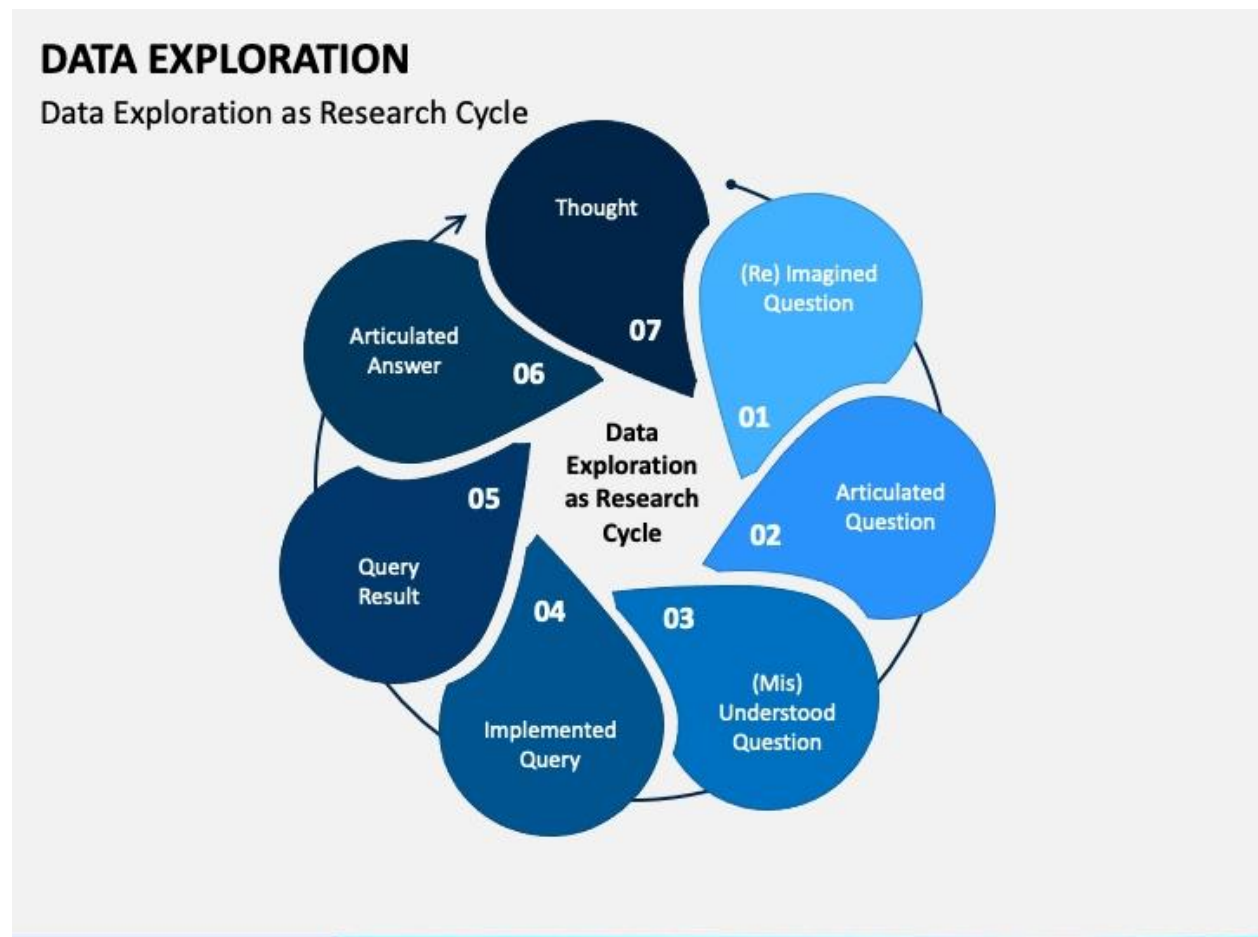 DATA EXPLORATION
Data Exploration as Research Cycle
Thought
07
(Re) Imagined
Question
01
Articulated
Question
02
(Mis)
Understood
Question
03
Implemented
Query
04
Query
Result
05
Articulated
Answer
06
Data
Exploration
as Research
Cycle